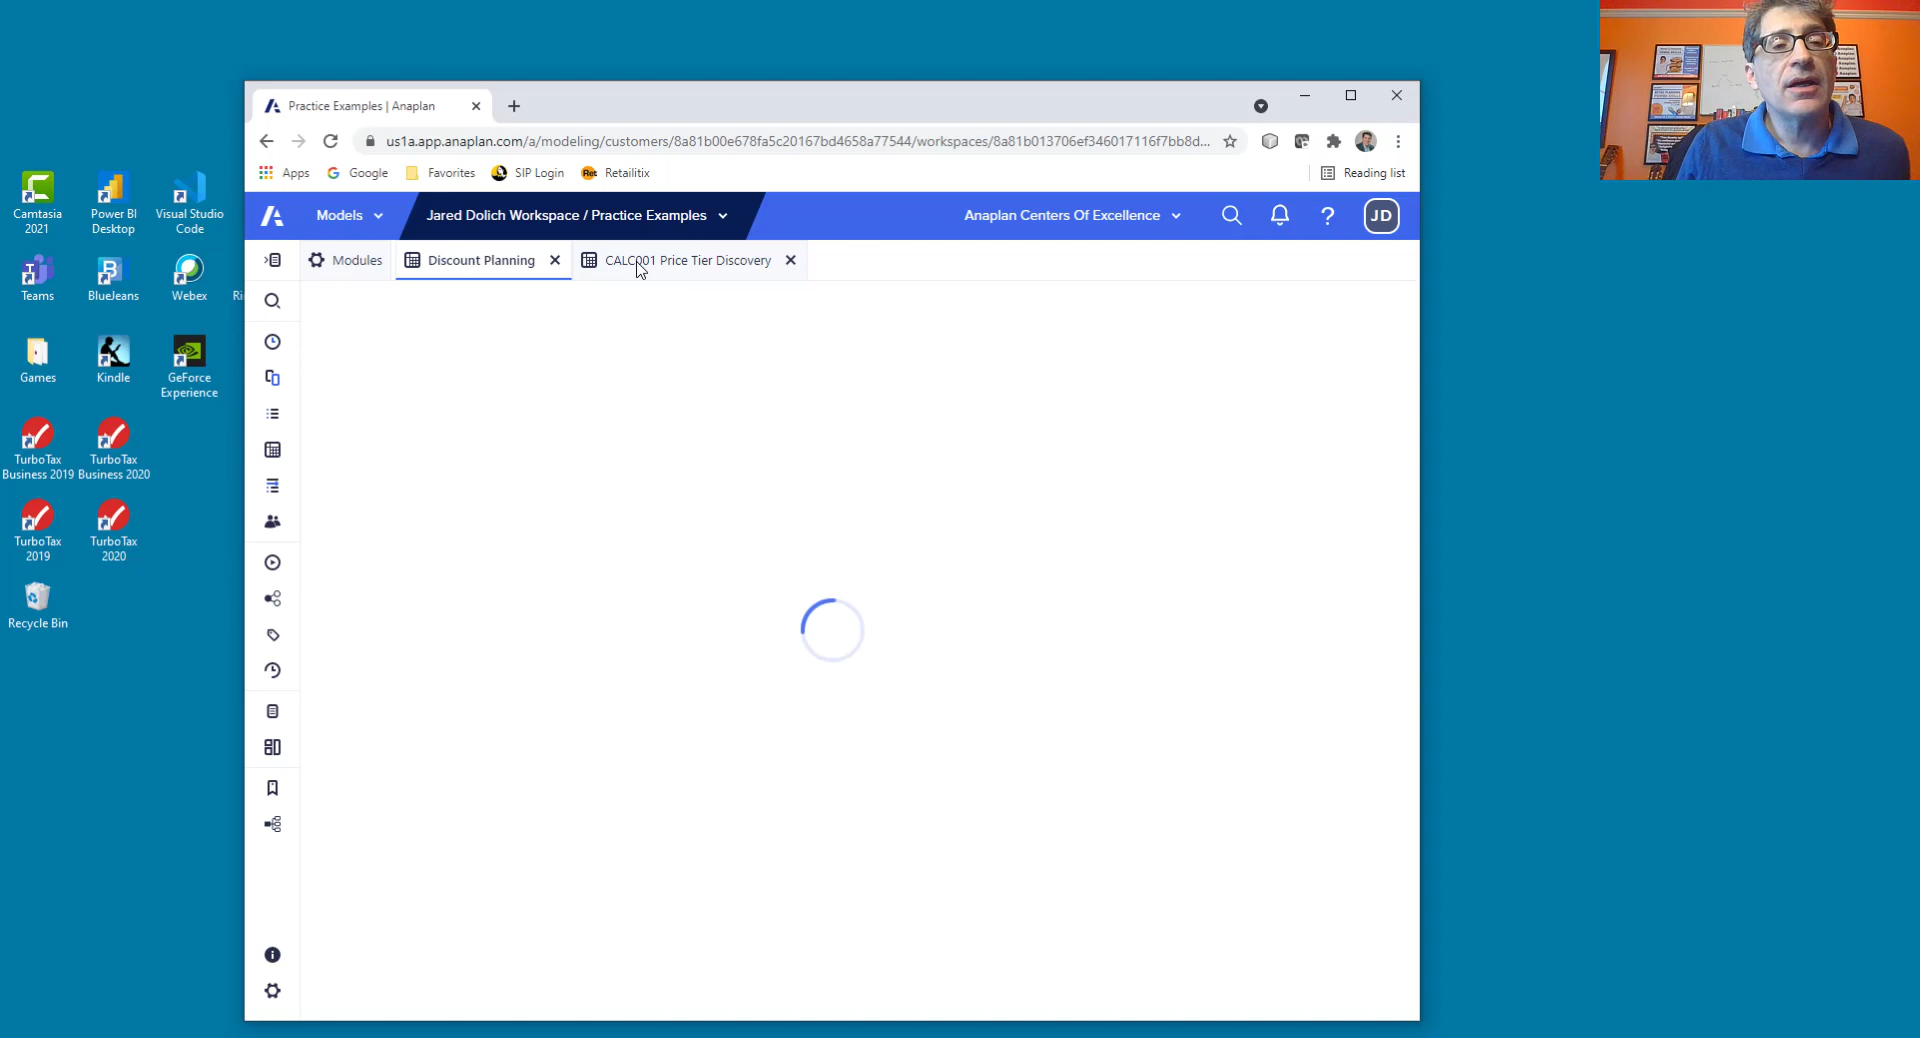 Practice Examples | Anaplan
us1a.app.anaplan.com/a/modeling/customers/8a81b00e678fa5c20167bd4658a77544/workspaces/8a81b013706ef346017116f7bb8d...
Apps
Google
Favorites
SIP Login
Ret
Retailitix
Reading list
Models
Jared Dolich Workspace / Practice Examples
Anaplan Centers Of Excellence
JD
Modules
Discount Planning
CALC001 Price Tier Discovery
Camtasia
2021
Power BI
Desktop
Visual Studio
Code
Teams
BlueJeans
Webex
Ri
Games
Kindle
GeForce
Experience
TurboTax
Business 2019
TurboTax
Business 2020
TurboTax
2019
TurboTax
2020
Recycle Bin